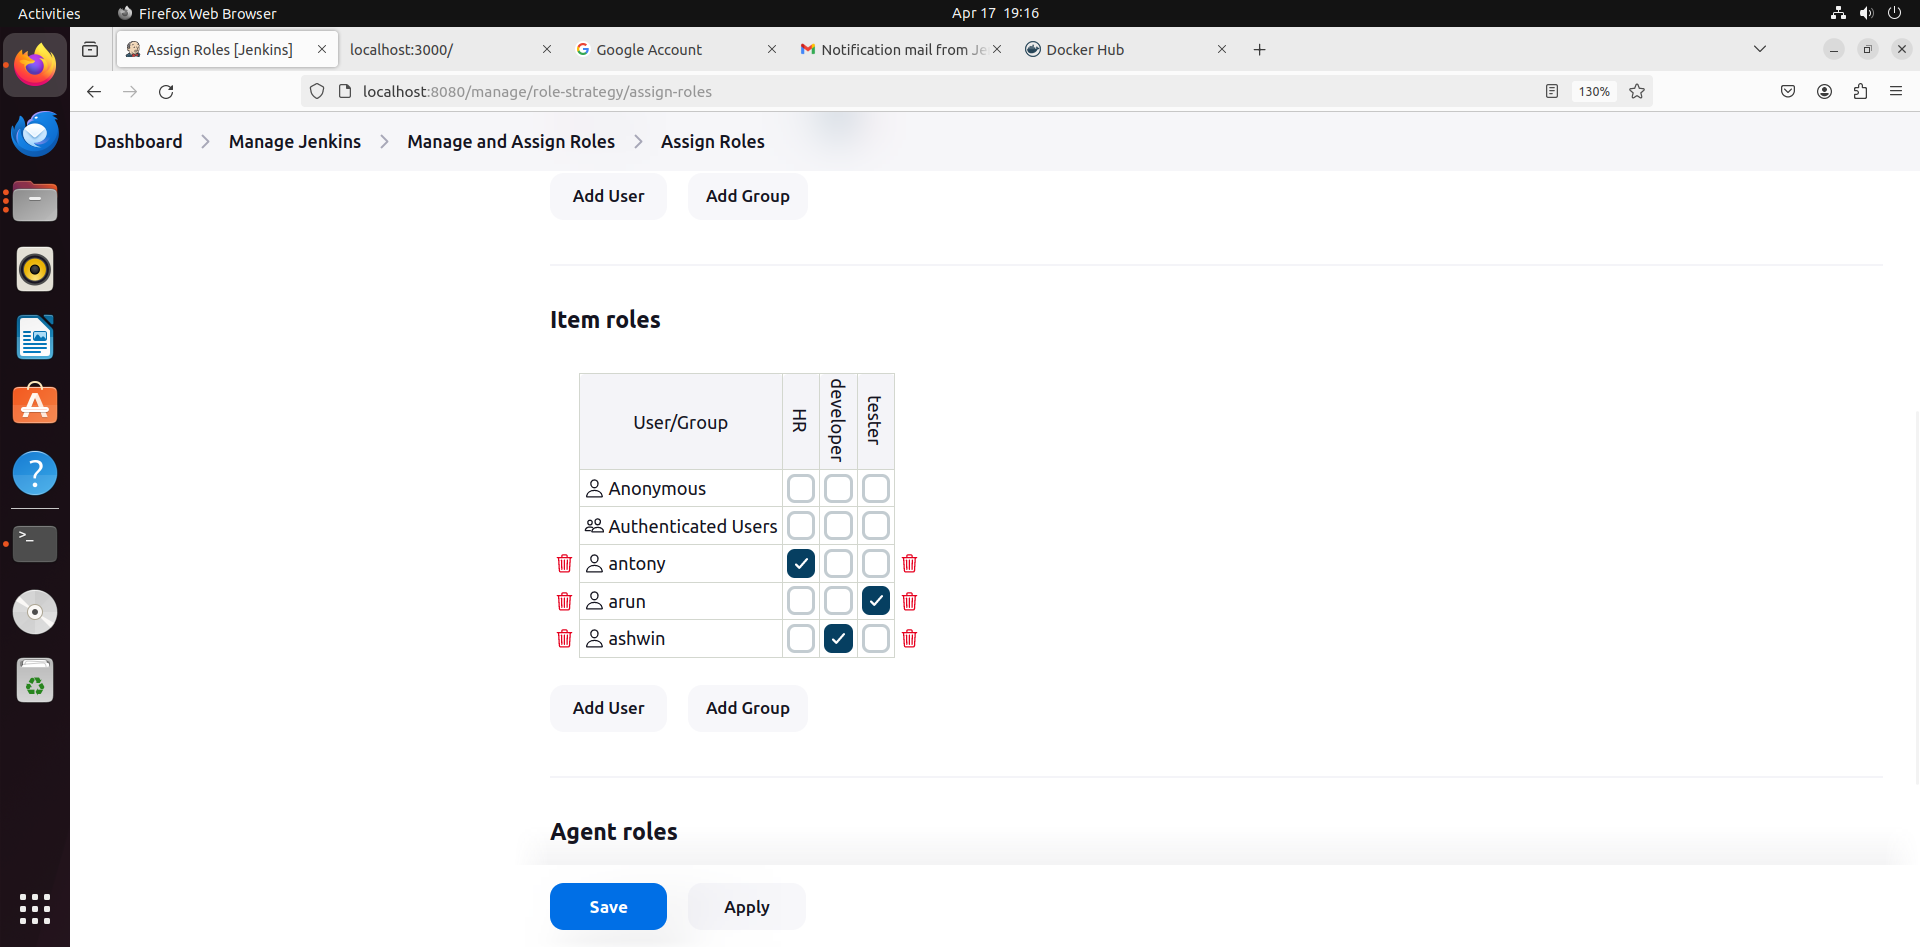 Activities
Firefox Web Browser
Apr 17 19:16
Assign Roles [Jenkins]
localhost:3000/
Google Account
Notification mail from Je
Docker Hub
localhost:8080/manage/role-strategy/assign-roles
130%
Dashboard
Manage Jenkins
Manage and Assign Roles
Assign Roles
Add User
Add Group
Item roles
User/Group
HR
developer
tester
Anonymous
Authenticated Users
antony
arun
ashwin
Add User
Add Group
Agent roles
Save
Apply